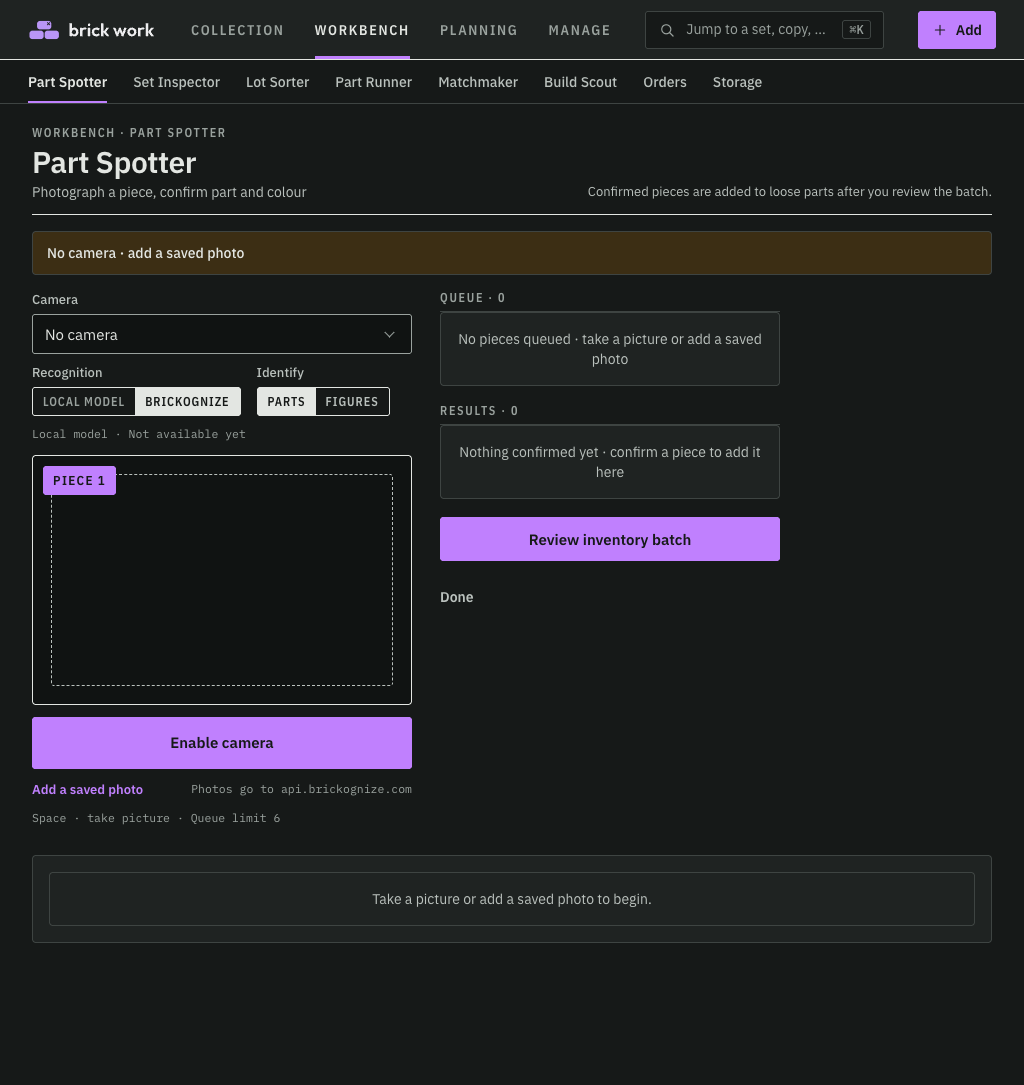 brick work
COLLECTION
WORKBENCH
PLANNING
MANAGE
Jump to a set, copy, ...
⌘K
+ Add
Part Spotter
Set Inspector
Lot Sorter
Part Runner
Matchmaker
Build Scout
Orders
Storage
WORKBENCH · PART SPOTTER
Part Spotter
Photograph a piece, confirm part and colour
Confirmed pieces are added to loose parts after you review the batch.
No camera · add a saved photo
Camera
No camera
Recognition
Identify
LOCAL MODEL
BRICKOGNIZE
PARTS
FIGURES
Local model · Not available yet
PIECE 1
Enable camera
Add a saved photo
Photos go to api.brickognize.com
Space · take picture · Queue limit 6
QUEUE · 0
No pieces queued · take a picture or add a saved
photo
RESULTS · 0
Nothing confirmed yet · confirm a piece to add it
here
Review inventory batch
Done
Take a picture or add a saved photo to begin.